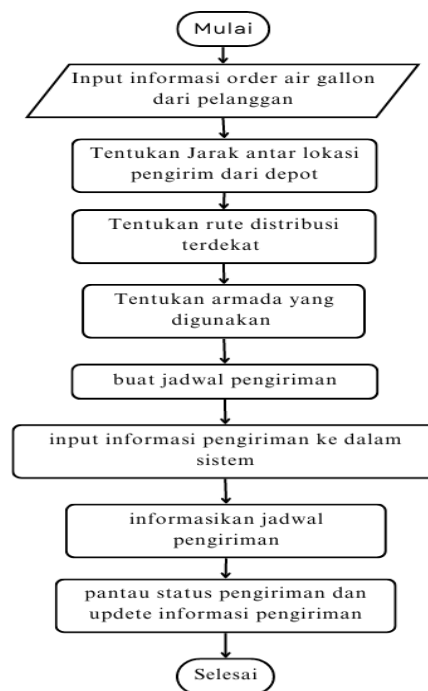 Mulai
Input informasi order air gallon
dari pelanggan
Tentukan Jarak antar lokasi
pengirim dari depot
Tentukan rute distribusi
terdekat
Tentukan armada yang
digunakan
buat jadwal pengiriman
input informasi pengiriman ke dalam
sistem
informasikan jadwal
pengiriman
pantau status pengiriman dan
updete informasi pengiriman
Selesai